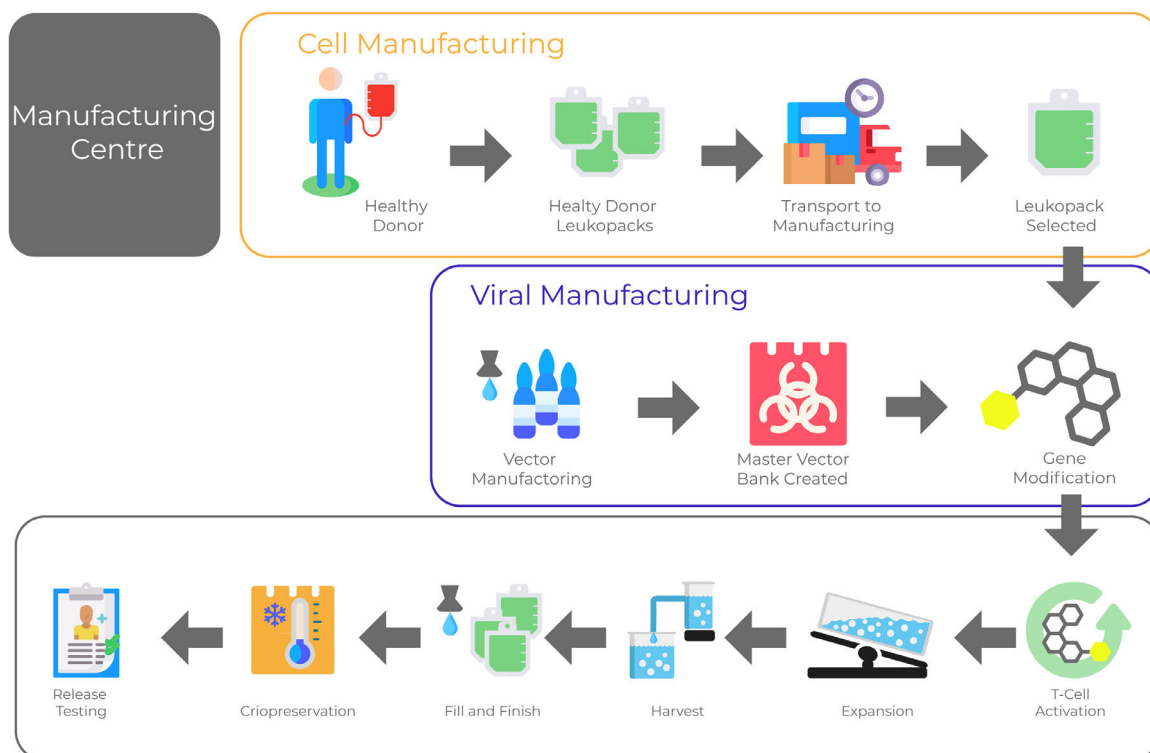 Manufacturing
Centre
Cell Manufacturing
Healthy
Donor
Healty Donor
Leukopacks
Transport to
Manufacturing
Leukopack
Selected
Viral Manufacturing
Vector
Manufactoring
Master Vector
Bank Created
Gene
Modification
Release
Testing
Criopreservation
Fill and Finish
Harvest
Expansion
T-Cell
Activation